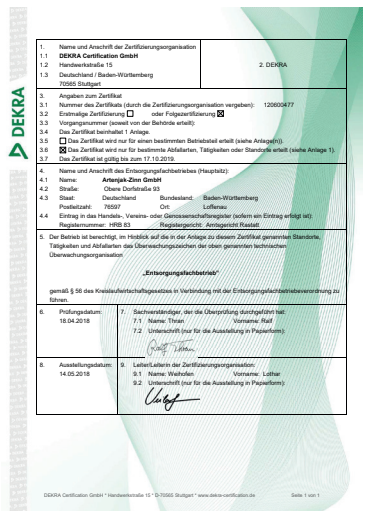 DEKRA
1. Name und Anschrift der Zertifizierungsorganisation
1.1 DEKRA Certification GmbH
1.2 Handwerkstraße 15
1.3 Deutschland / Baden-Württemberg
70565 Stuttgart
2. DEKRA
3. Angaben zum Zertifikat
3.1 Nummer des Zertifikats (durch die Zertifizierungsorganisation vergeben): 120600477
3.2 Erstmalige Zertifizierung ☐ oder Folgezertifizierung ☒
3.3 Vorgangsnummer (soweit von der Behörde erteilt):
3.4 Das Zertifikat beinhaltet 1 Anlage.
3.5 ☐ Das Zertifikat wird nur für einen bestimmten Betriebsteil erteilt (siehe Anlage(n)).
3.6 ☒ Das Zertifikat wird nur für bestimmte Abfallarten, Tätigkeiten oder Standorte erteilt (siehe Anlage 1).
3.7 Das Zertifikat ist gültig bis zum 17.10.2019.
4. Name und Anschrift des Entsorgungsfachbetriebes (Hauptsitz):
4.1 Name: Artenjak-Zinn GmbH
4.2 Straße: Obere Dorfstraße 93
4.3 Staat: Deutschland Bundesland: Baden-Württemberg
Postleitzahl: 76597 Ort: Loffenau
4.4 Eintrag in das Handels-, Vereins- oder Genossenschaftsregister (sofern ein Eintrag erfolgt ist):
Registernummer: HRB 83 Registergericht: Amtsgericht Rastatt
5. Der Betrieb ist berechtigt, im Hinblick auf die in der Anlage zu diesem Zertifikat genannten Standorte,
Tätigkeiten und Abfallarten das Überwachungszeichen der oben genannten technischen
Überwachungsorganisation
„Entsorgungsfachbetrieb"
gemäß § 56 des Kreislaufwirtschaftsgesetzes in Verbindung mit der Entsorgungsfachbetriebeverordnung zu
führen.
6. Prüfungsdatum:
18.04.2018
7. Sachverständiger, der die Überprüfung durchgeführt hat:
7.1 Name: Thran Vorname: Ralf
7.2 Unterschrift (nur für die Ausstellung in Papierform):
Ralf Thran
8. Ausstellungsdatum:
14.05.2018
9. Leiter/Leiterin der Zertifizierungsorganisation:
9.1 Name: Weihofen Vorname: Lothar
9.2 Unterschrift (nur für die Ausstellung in Papierform):
DEKRA Certification GmbH * Handwerkstraße 15 * D-70565 Stuttgart * www.dekra-certification.de Seite 1 von 1